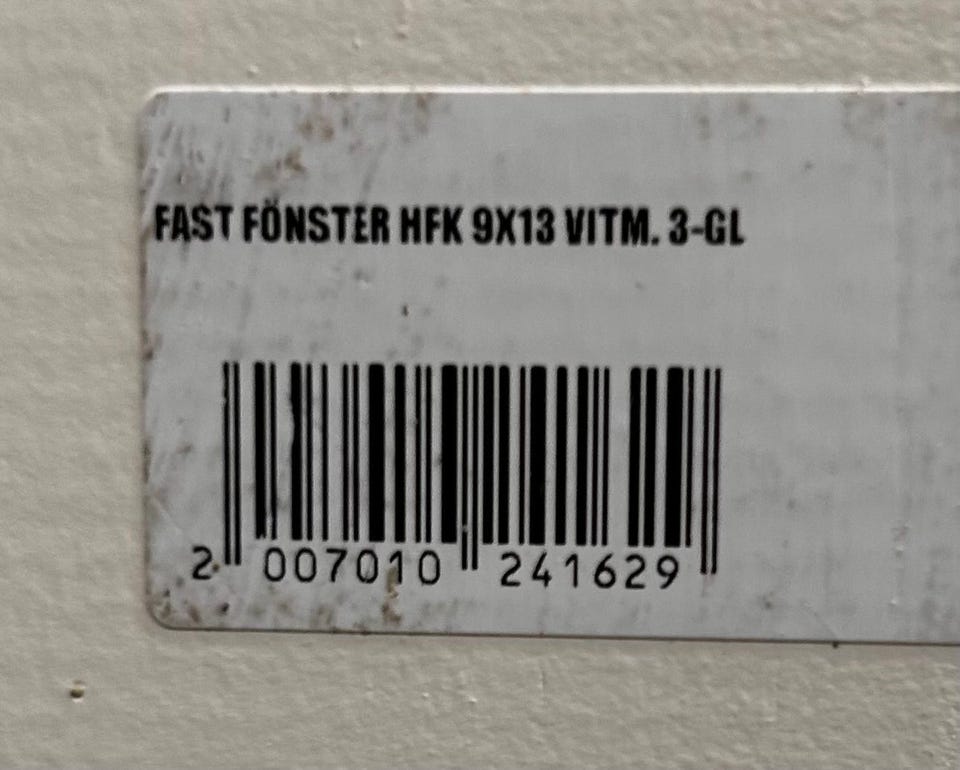 FAST FÖNSTER HFK 9X13 VITM. 3-GL
2 007010 241629